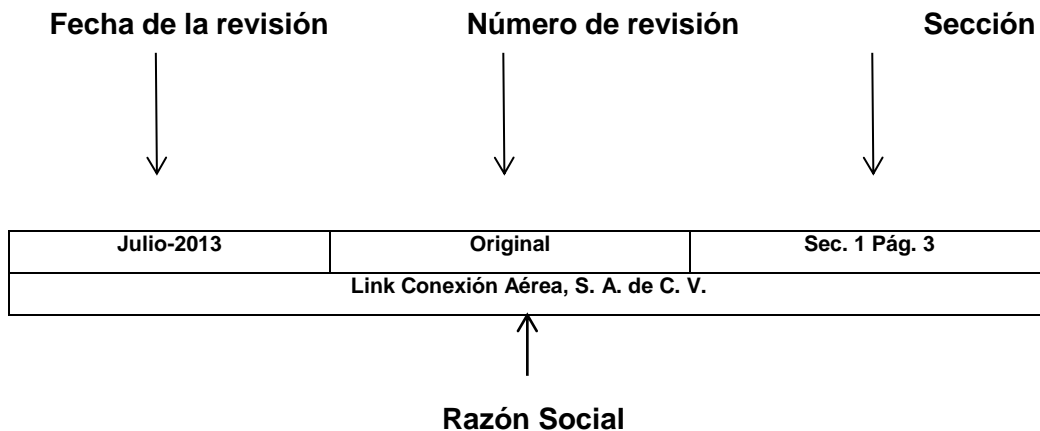 Fecha de la revisión Número de revisión Sección
Julio-2013 Original Sec. 1 Pág. 3
Link Conexión Aérea, S. A. de C. V.
Razón Social